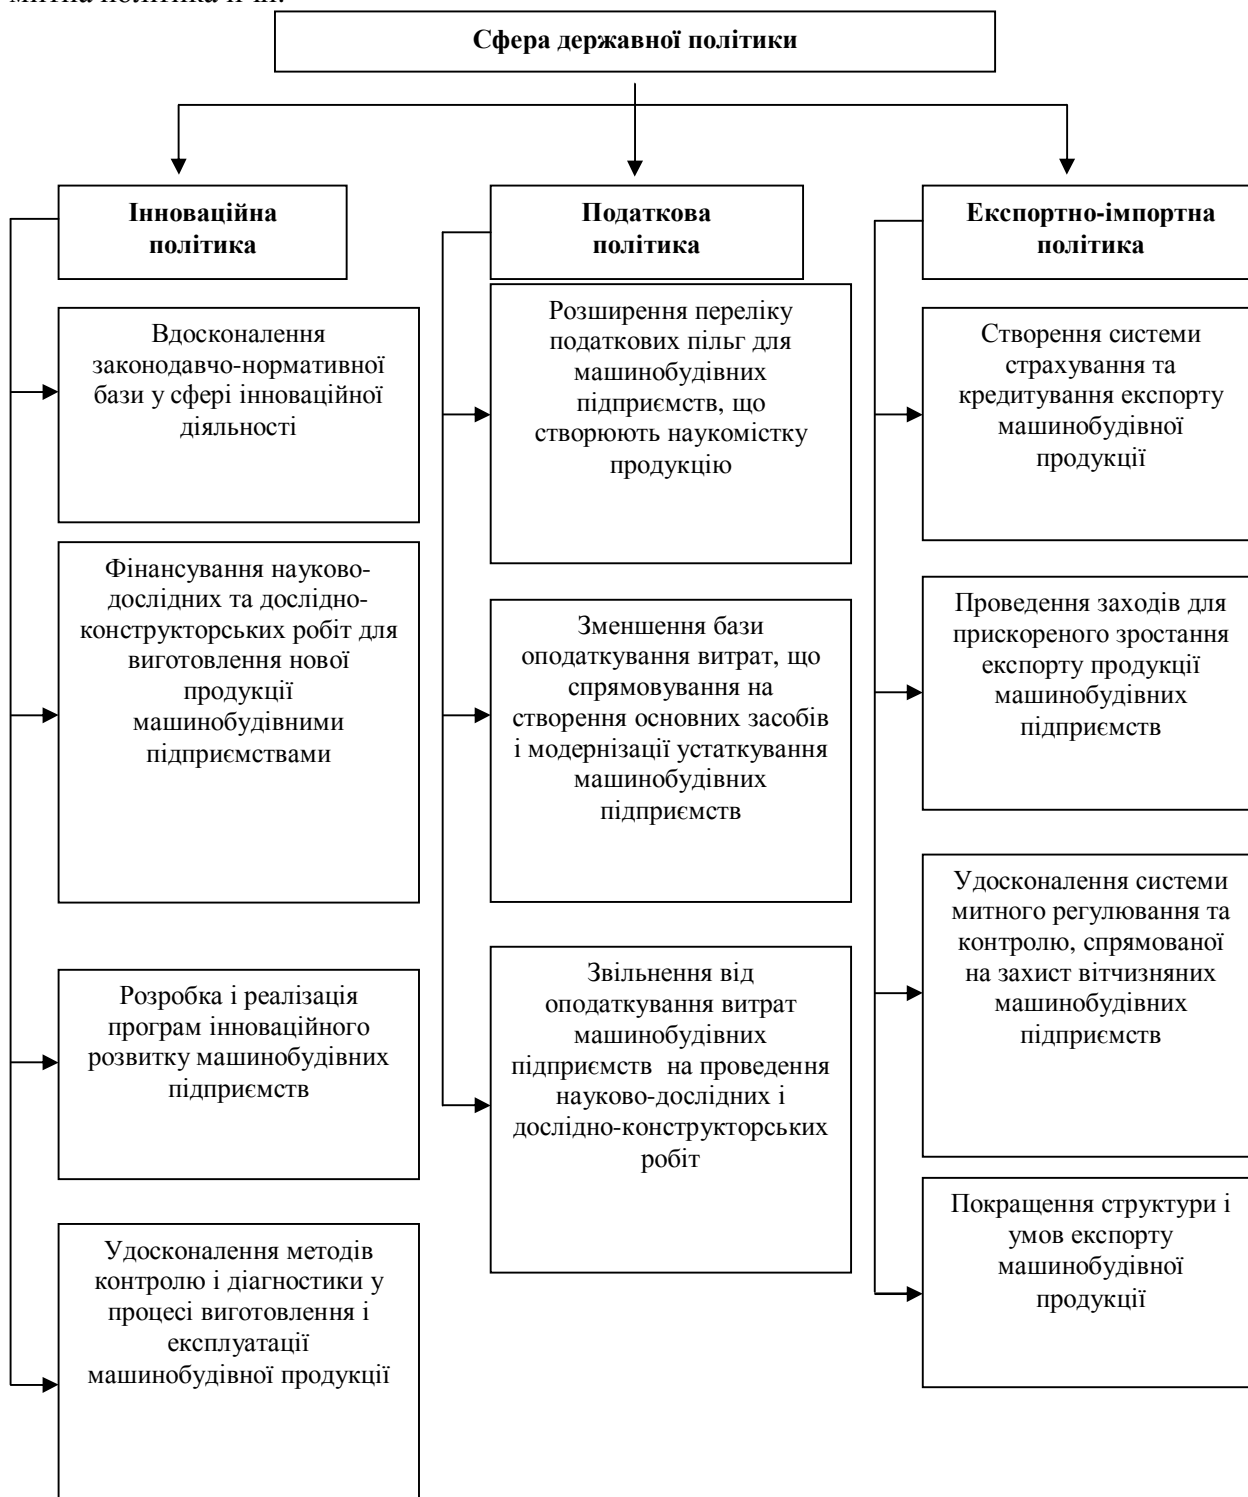 Сфера державної політики
Інноваційна
політика
Вдосконалення
законодавчо-нормативної
бази у сфері інноваційної
діяльності
Фінансування науково-
дослідних та дослідно-
конструкторських робіт для
виготовлення нової
продукції
машинобудівними
підприємствами
Розробка і реалізація
програм інноваційного
розвитку машинобудівних
підприємств
Удосконалення методів
контролю і діагностики у
процесі виготовлення і
експлуатації
машинобудівної продукції
Податкова
політика
Розширення переліку
податкових пільг для
машинобудівних
підприємств, що
створюють наукомістку
продукцію
Зменшення бази
оподаткування витрат, що
спрямовування на
створення основних засобів
і модернізації устаткування
машинобудівних
підприємств
Звільнення від
оподаткування витрат
машинобудівних
підприємств  на проведення
науково-дослідних і
дослідно-конструкторських
робіт
Експортно-імпортна
політика
Створення системи
страхування та
кредитування експорту
машинобудівної
продукції
Проведення заходів для
прискореного зростання
експорту продукції
машинобудівних
підприємств
Удосконалення системи
митного регулювання та
контролю, спрямованої
на захист вітчизняних
машинобудівних
підприємств
Покращення структури і
умов експорту
машинобудівної
продукції